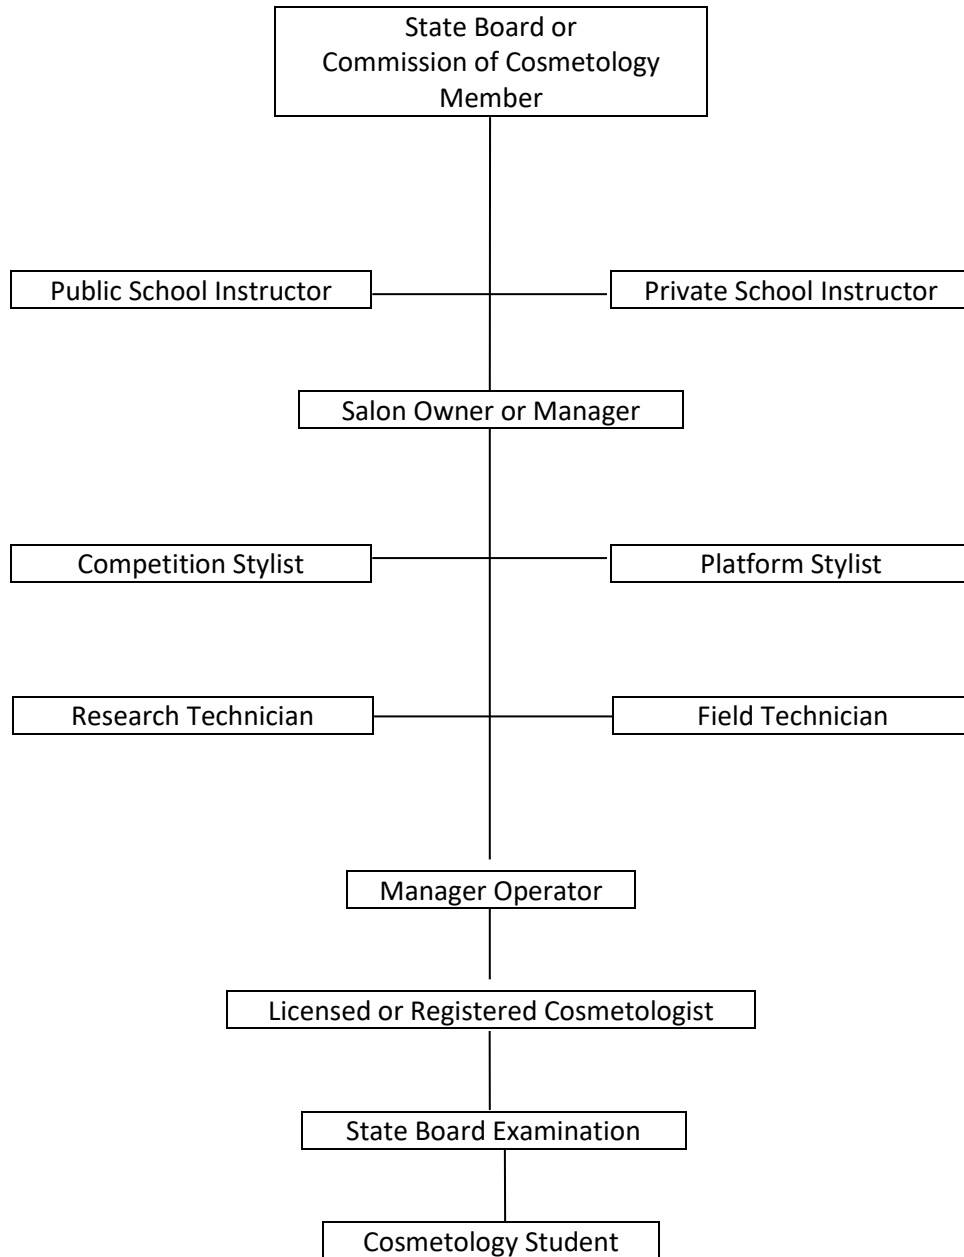 State Board or
Commission of Cosmetology
Member
Public School Instructor
Private School Instructor
Salon Owner or Manager
Competition Stylist
Platform Stylist
Research Technician
Field Technician
Manager Operator
Licensed or Registered Cosmetologist
State Board Examination
Cosmetology Student